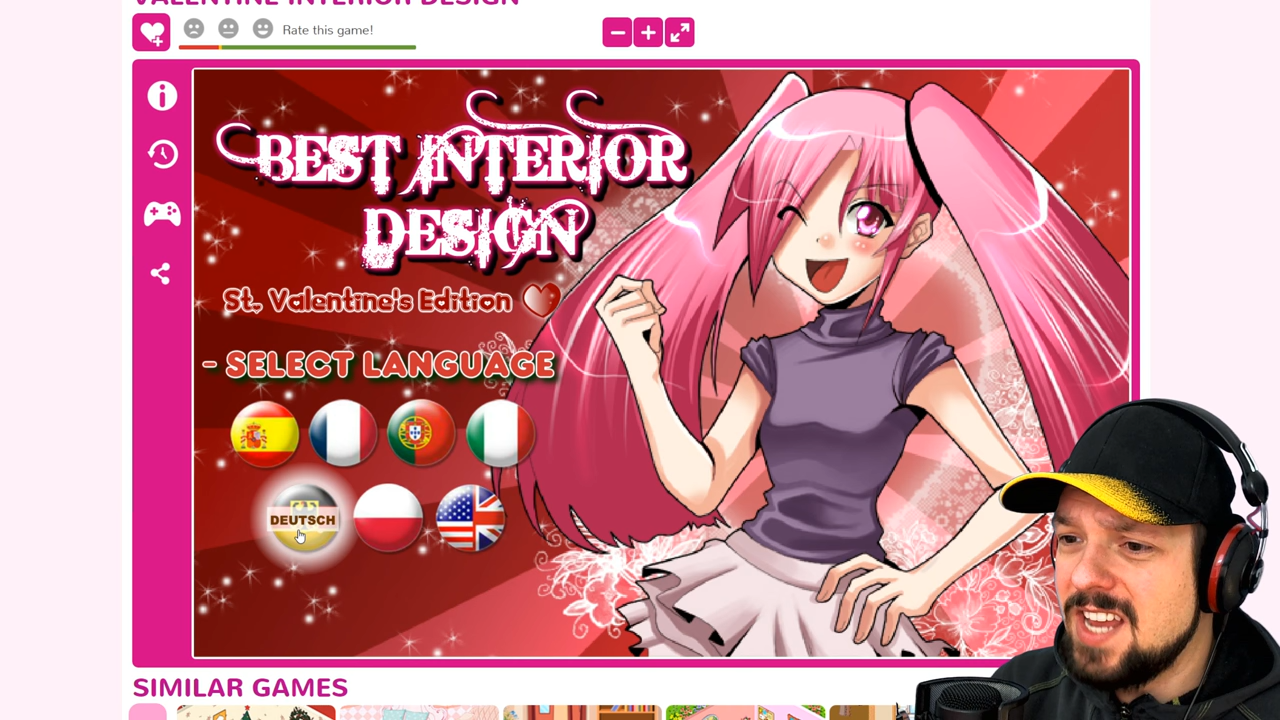 VALENTINE INTERIOR DESIGN
Rate this game!
BEST INTERIOR
DESIGN
St. Valentine's Edition
- SELECT LANGUAGE
DEUTSCH
SIMILAR GAMES